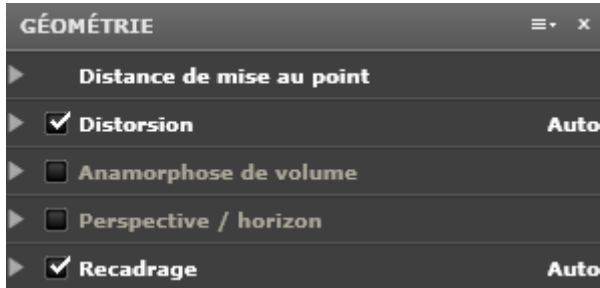 GÉOMÉTRIE
Distance de mise au point
Distorsion Auto
Anamorphose de volume
Perspective / horizon
Recadrage Auto